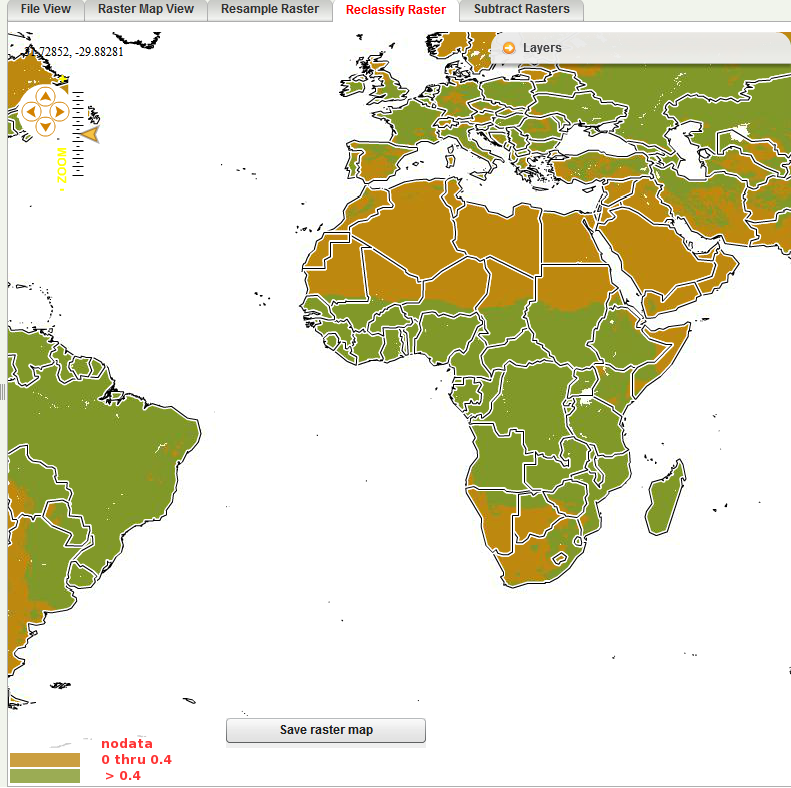 File View Raster Map View Resample Raster Reclassify Raster Subtract Rasters
.72852, -29.88281
Layers
ZOOM
Save raster map
nodata
0 thru 0.4
> 0.4